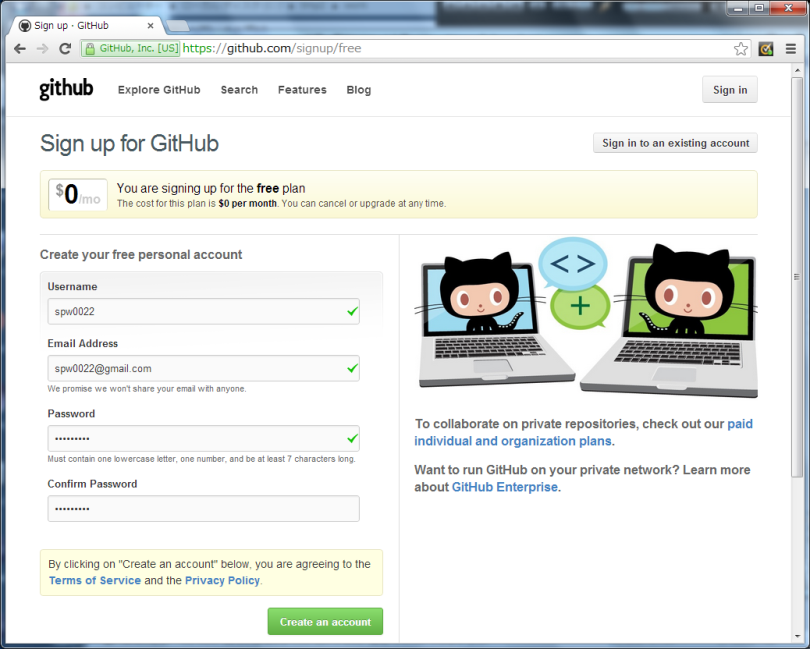 Sign up · GitHub
GitHub, Inc. [US] https://github.com/signup/free
github Explore GitHub Search Features Blog Sign in
Sign up for GitHub
Sign in to an existing account
$0/mo
You are signing up for the free plan
The cost for this plan is $0 per month. You can cancel or upgrade at any time.
Create your free personal account
Username
spw0022
Email Address
spw0022@gmail.com
We promise we won't share your email with anyone.
Password
•••••••••
Must contain one lowercase letter, one number, and be at least 7 characters long.
Confirm Password
•••••••••
By clicking on "Create an account" below, you are agreeing to the
Terms of Service and the Privacy Policy.
Create an account
<>
+
To collaborate on private repositories, check out our paid
individual and organization plans.
Want to run GitHub on your private network? Learn more
about GitHub Enterprise.